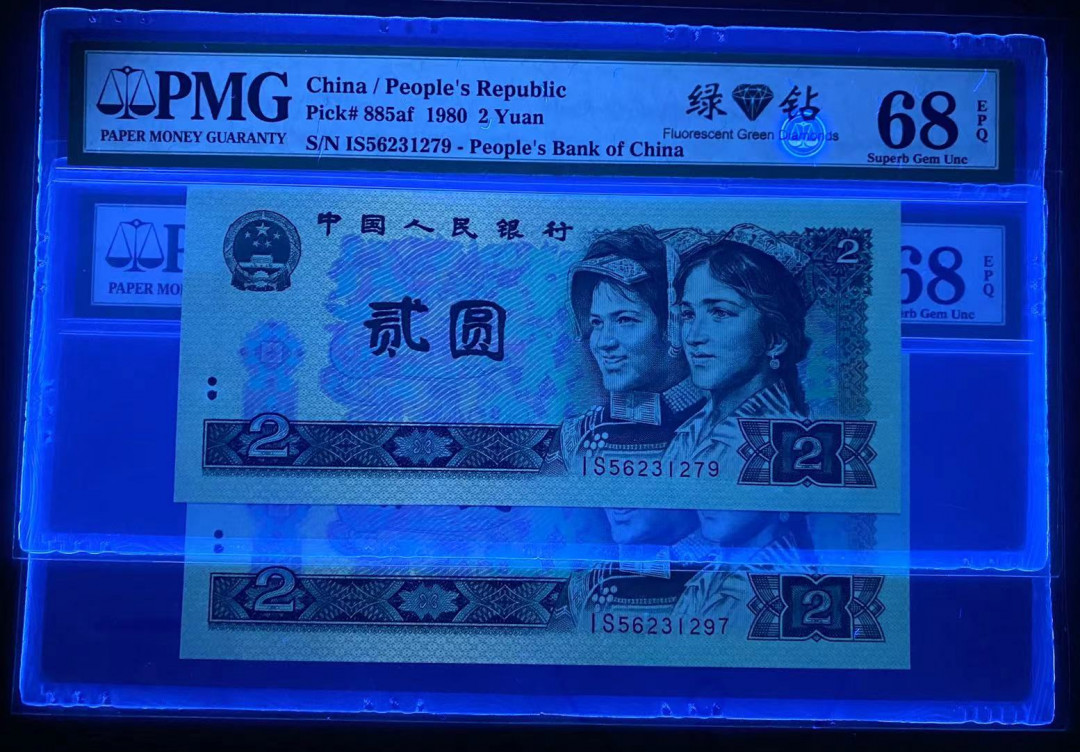 PMG
PAPER MONEY GUARANTY
China / People's Republic
Pick# 885af 1980 2 Yuan
S/N IS56231279 - People's Bank of China
绿 钻
Fluorescent Green Diamonds
68
EPQ
Superb Gem Unc
P
PAPER MO
68
EPQ
rb Gem Unc
中国人民银行
2
贰圆
2
2
IS56231279
2
2
IS56231297